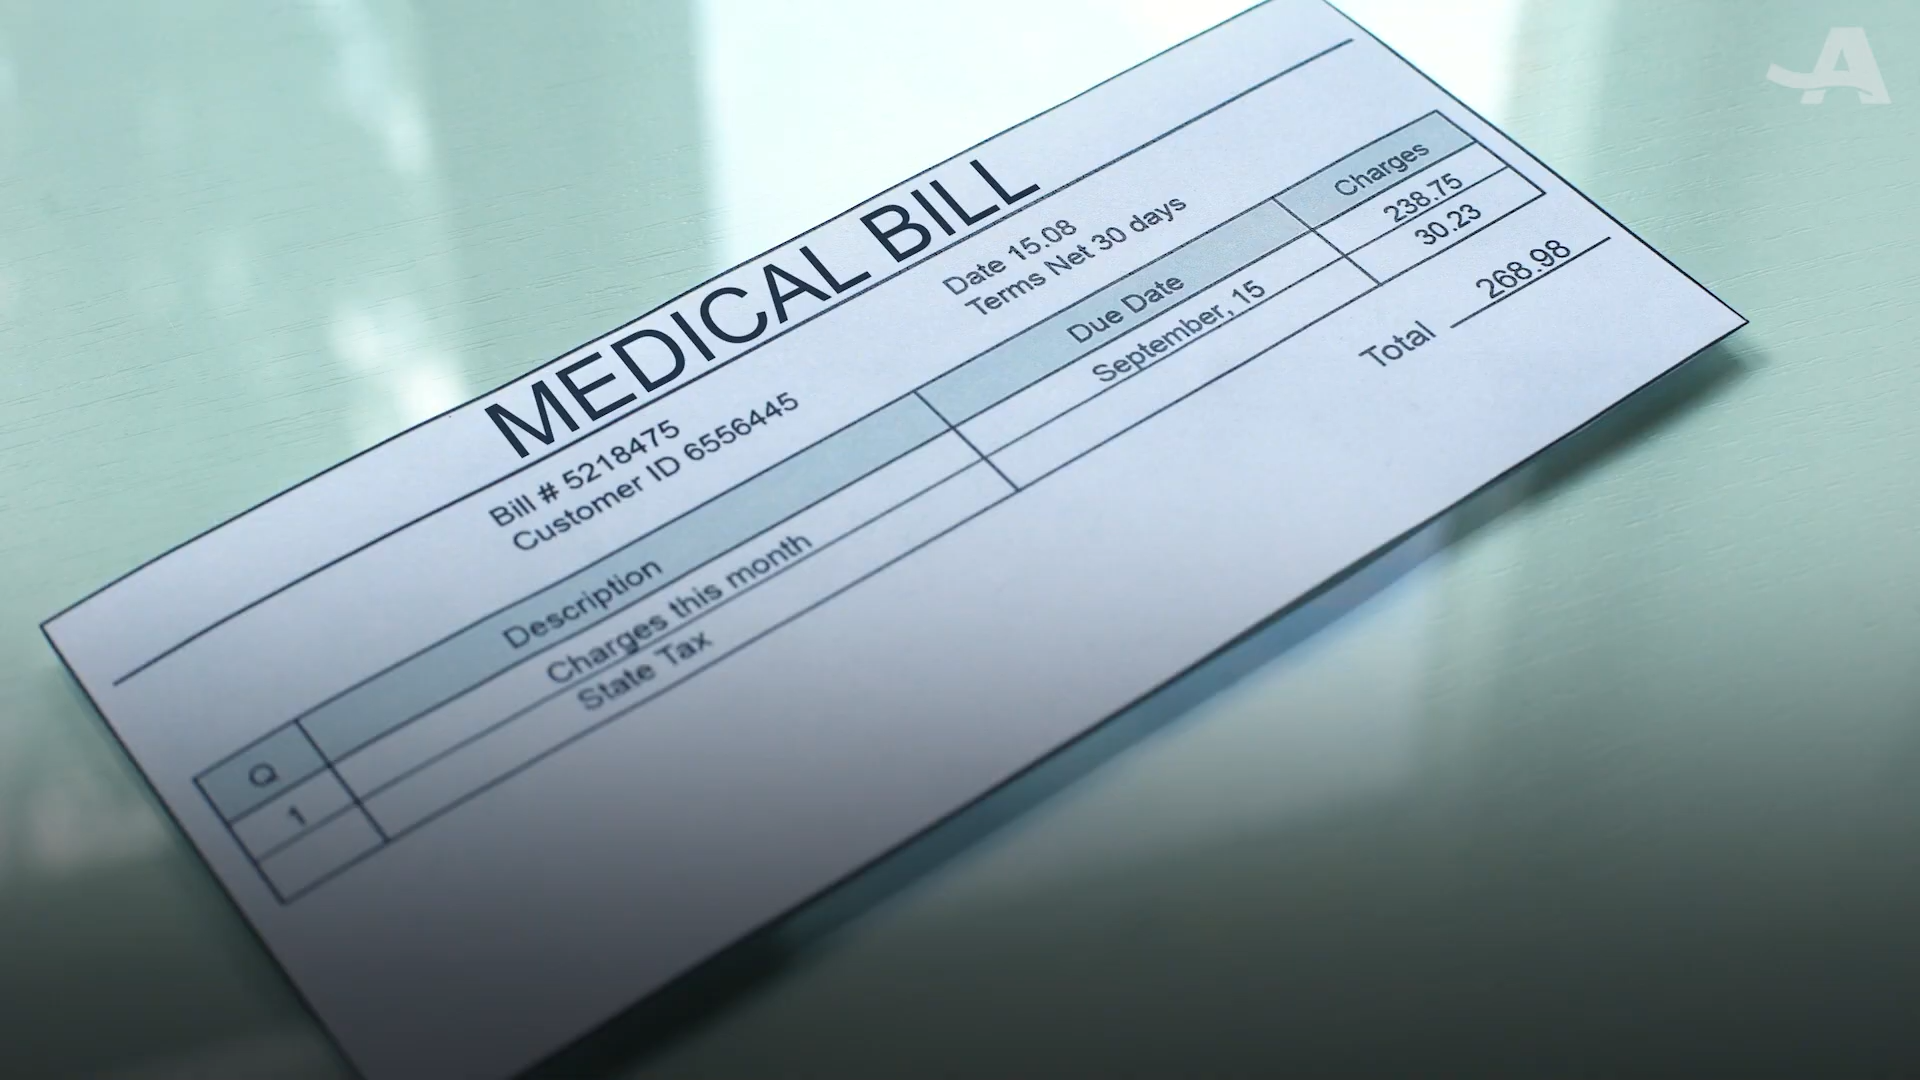 MEDICAL BILL
Bill # 5218475
Customer ID 6556445
Date 15.08
Terms Net 30 days
Q Description Due Date Charges
1 Charges this month September, 15 238.75
State Tax 30.23
Total 268.98
A